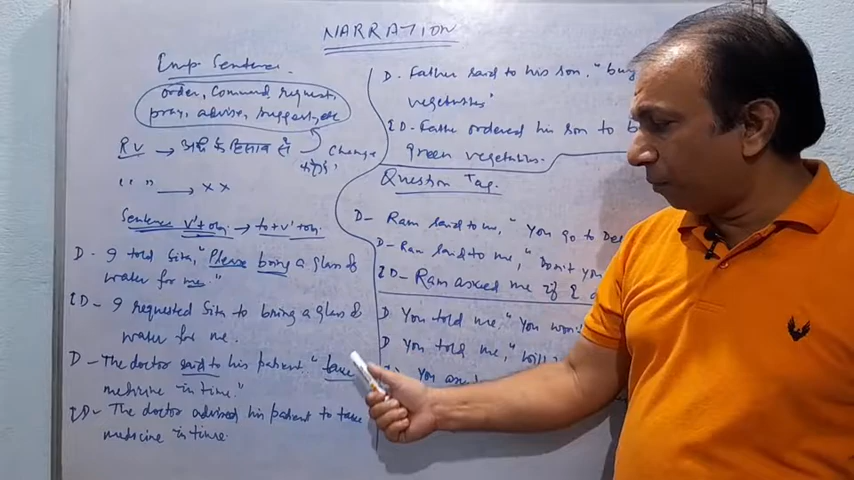 NARRATION
Imp Sentence
order, Command, request,
pray, advise, suggest, etc
RV → अर्थ के हिसाब से Change
करेंगे
" " " → x x
Sentence v'+om → to+v'+om
D - I told Sita, "Please bring a glass of
water for me"
ID - I requested Sita to bring a glass of
water for me.
D - The doctor said to his patient "take
medicine in time."
ID - The doctor advised his patient to take
medicine in time.
D - Father said to his son, "buy
vegetables"
ID - Father ordered his son to
green vegetables.
Question Tag
D - Ram said to me, "You go to
D - Ram said to me, "Don't you
ID - Ram asked me if I
D You told me, "You won't
D You told me, "Will
You